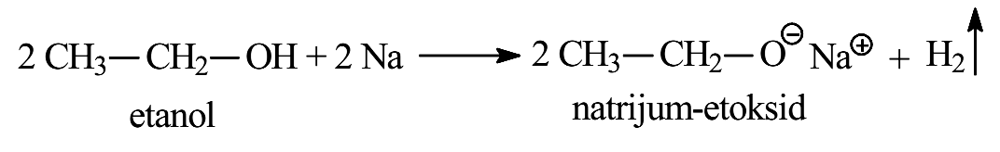 2 CH₃—CH₂—OH + 2 Na ⟶ 2 CH₃—CH₂—O⊖ Na⊕ + H₂↑
etanol natrijum-etoksid